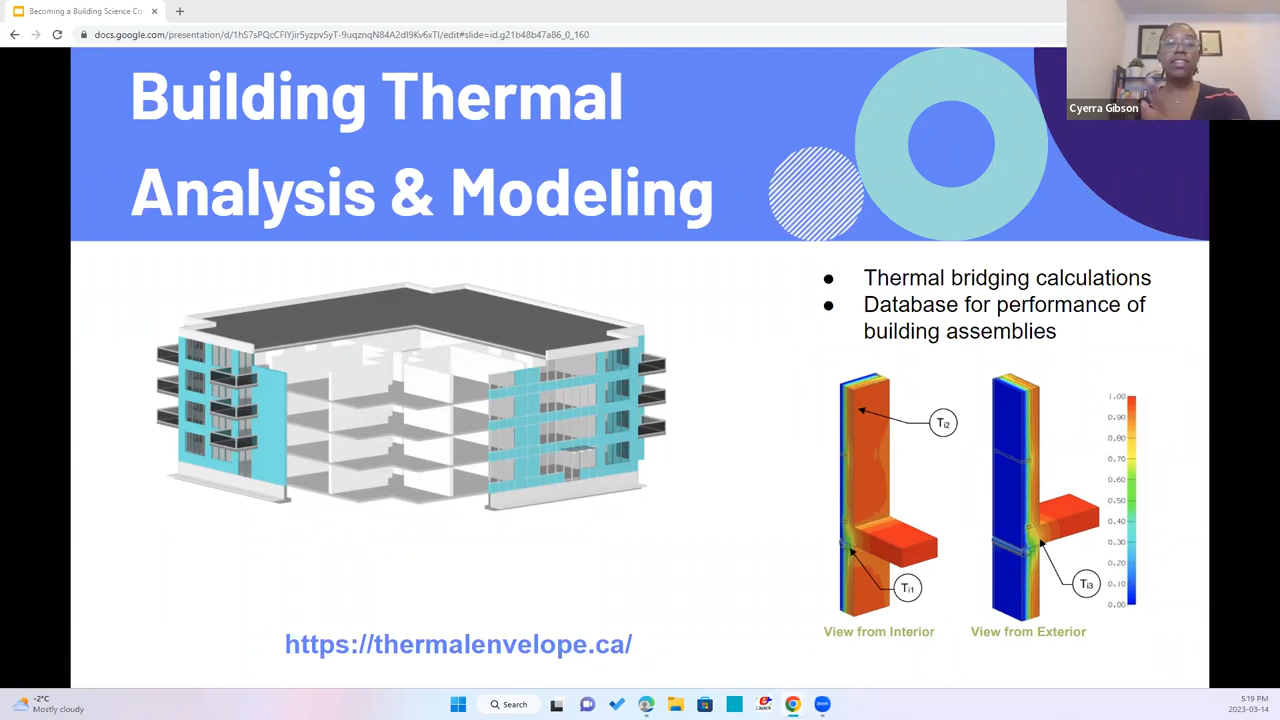 Becoming a Building Science Co
docs.google.com/presentation/d/1hS7sPQcCFlYjir5yzpv5yT-9uqznqN84A2dI9Kv6xTI/edit#slide=id.g21b48b47a86_0_160
Cyerra Gibson
Building Thermal
Analysis & Modeling
● Thermal bridging calculations
● Database for performance of
building assemblies
Ti2
Ti1
Ti3
1.00
0.90
0.80
0.70
0.60
0.50
0.40
0.30
0.20
0.10
0.00
View from Interior
View from Exterior
https://thermalenvelope.ca/
-2°C
Mostly cloudy
Search
Launch
zoom
5:19 PM
2023-03-14